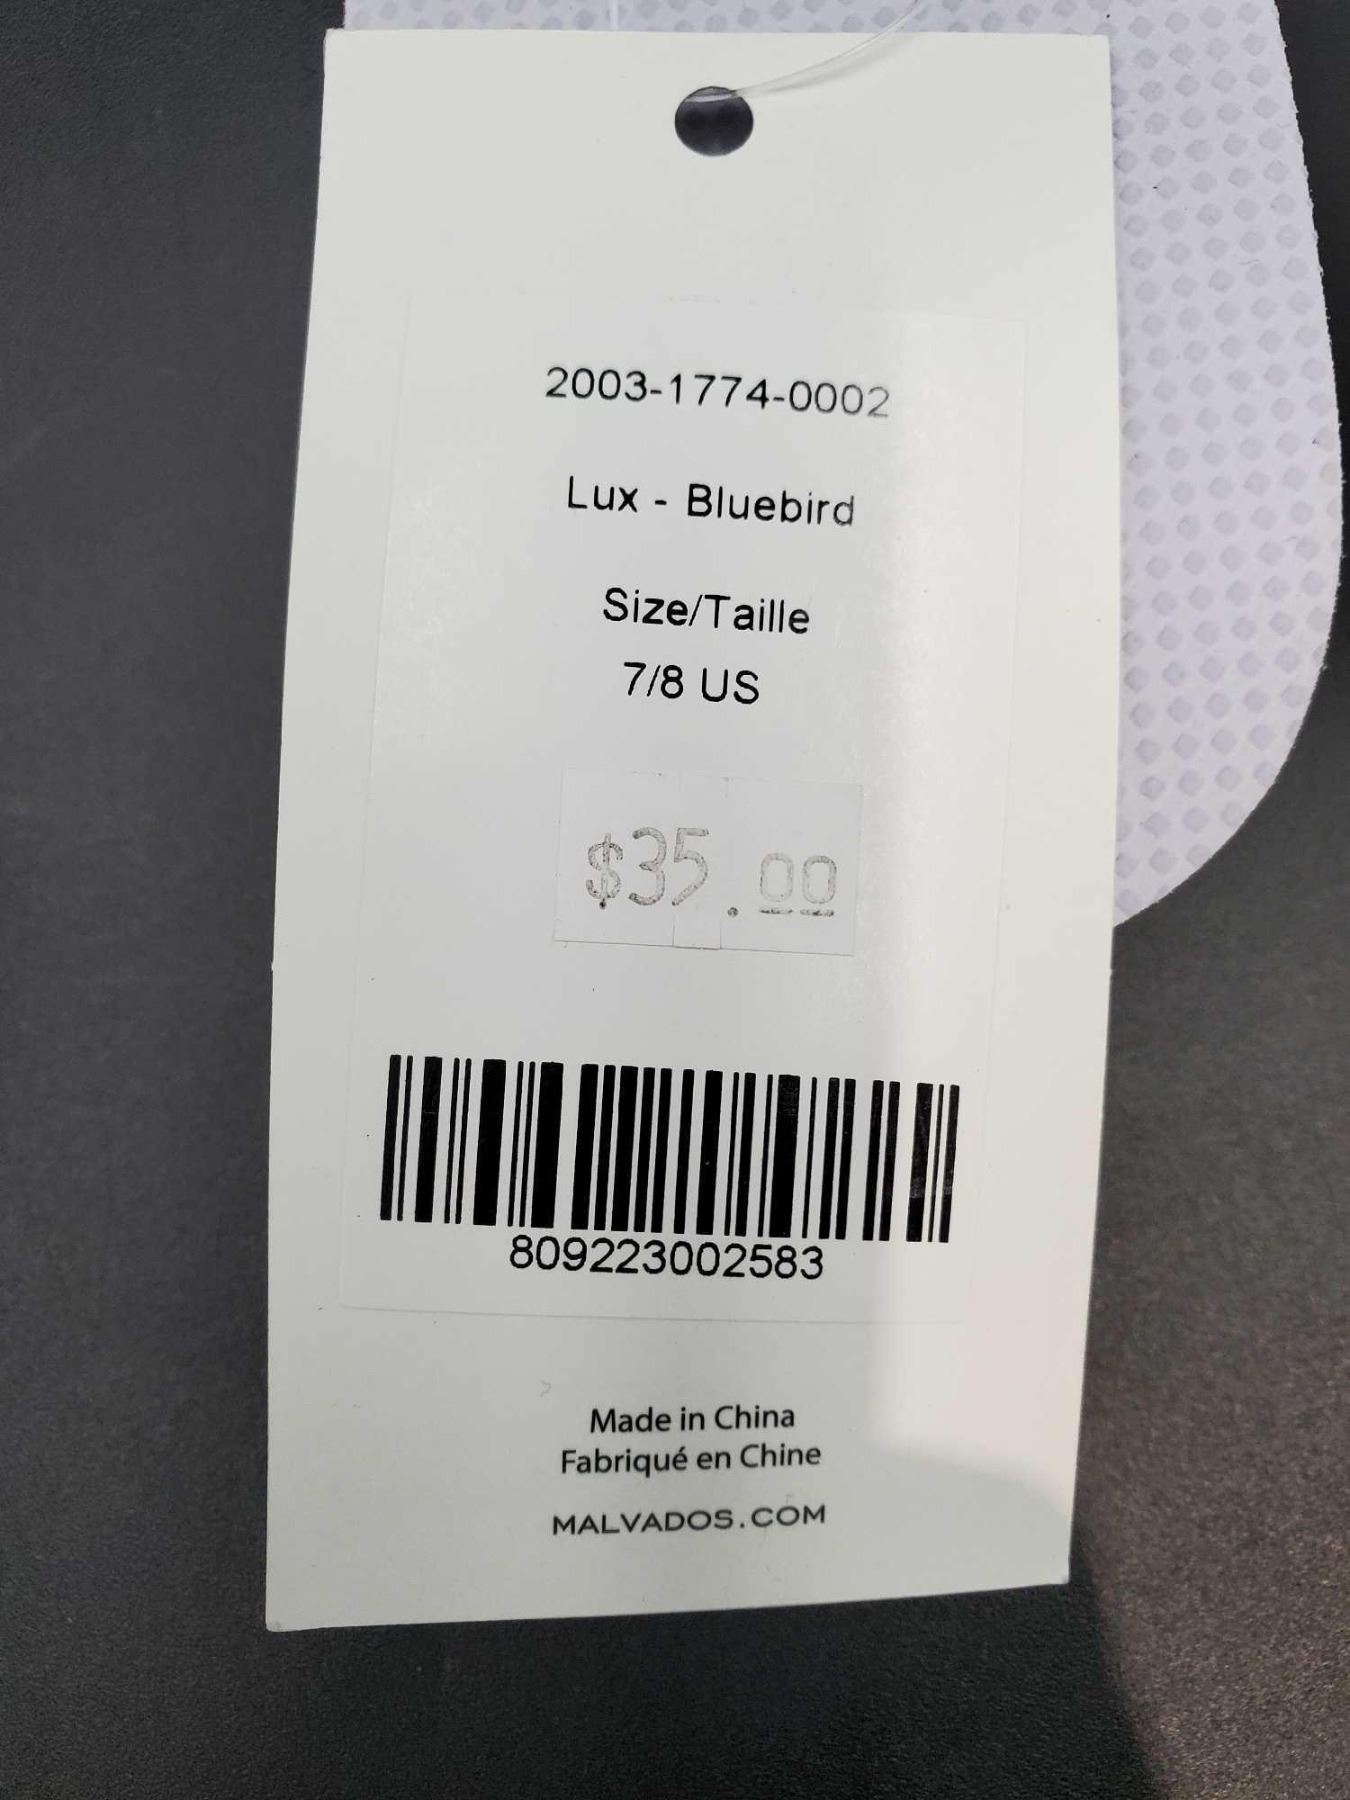 2003-1774-0002
Lux - Bluebird
Size/Taille
7/8 US
$35.00
809223002583
Made in China
Fabriqué en Chine
MALVADOS.COM